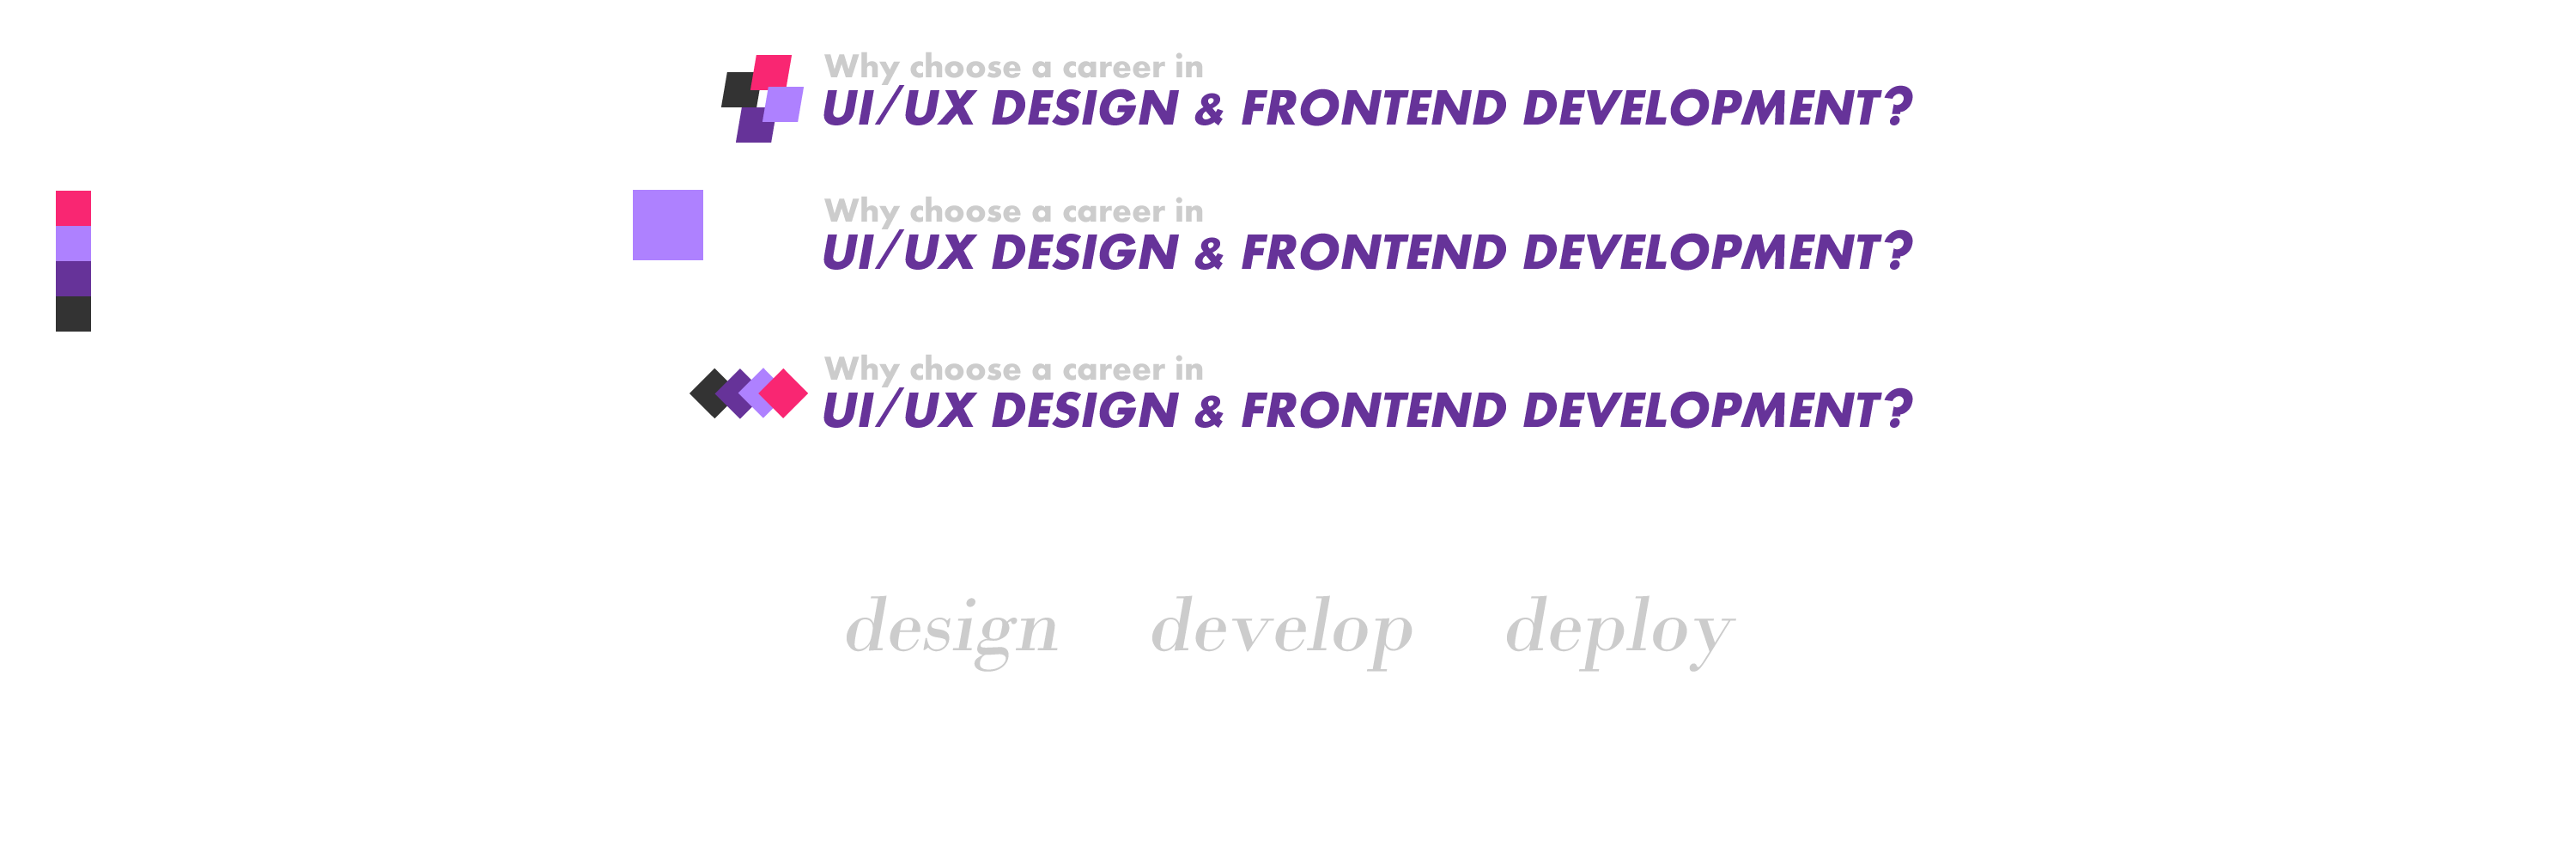 Why choose a career in
UI/UX DESIGN & FRONTEND DEVELOPMENT?
Why choose a career in
UI/UX DESIGN & FRONTEND DEVELOPMENT?
Why choose a career in
UI/UX DESIGN & FRONTEND DEVELOPMENT?
design develop deploy